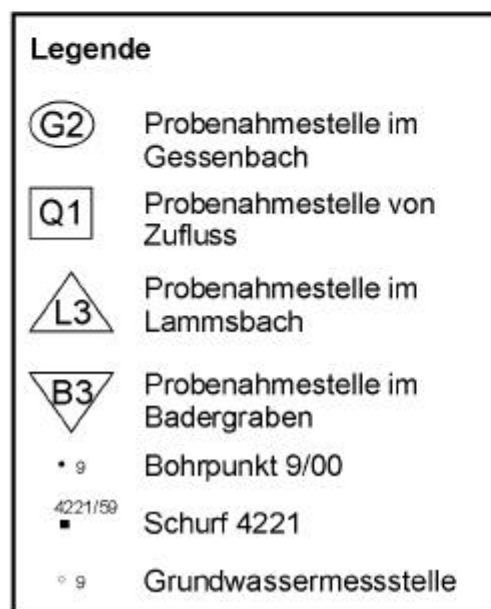 Legende
G2 Probenahmestelle im
Gessenbach
Q1 Probenahmestelle von
Zufluss
L3 Probenahmestelle im
Lammsbach
B3 Probenahmestelle im
Badergraben
9 Bohrpunkt 9/00
4221/59
Schurf 4221
9 Grundwassermessstelle